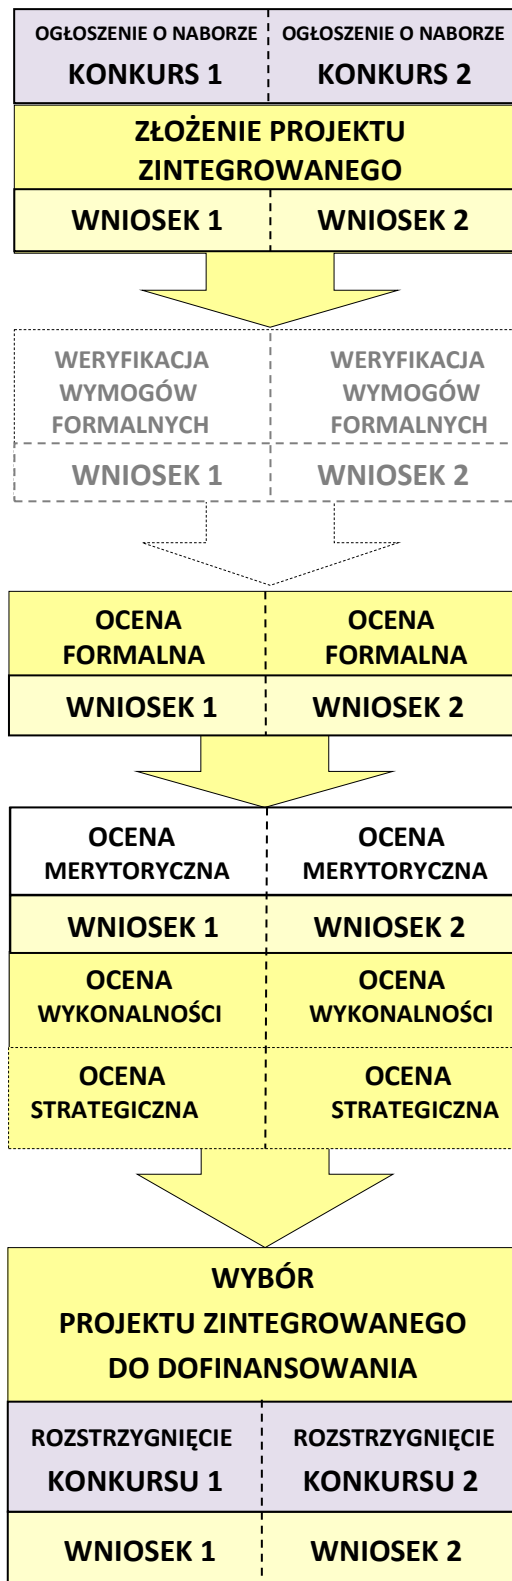 OGŁOSZENIE O NABORZE OGŁOSZENIE O NABORZE
KONKURS 1 KONKURS 2
ZŁOŻENIE PROJEKTU
ZINTEGROWANEGO
WNIOSEK 1 WNIOSEK 2
WERYFIKACJA WERYFIKACJA
WYMOGÓW WYMOGÓW
FORMALNYCH FORMALNYCH
WNIOSEK 1 WNIOSEK 2
OCENA OCENA
FORMALNA FORMALNA
WNIOSEK 1 WNIOSEK 2
OCENA OCENA
MERYTORYCZNA MERYTORYCZNA
WNIOSEK 1 WNIOSEK 2
OCENA OCENA
WYKONALNOŚCI WYKONALNOŚCI
OCENA OCENA
STRATEGICZNA STRATEGICZNA
WYBÓR
PROJEKTU ZINTEGROWANEGO
DO DOFINANSOWANIA
ROZSTRZYGNIĘCIE ROZSTRZYGNIĘCIE
KONKURSU 1 KONKURSU 2
WNIOSEK 1 WNIOSEK 2